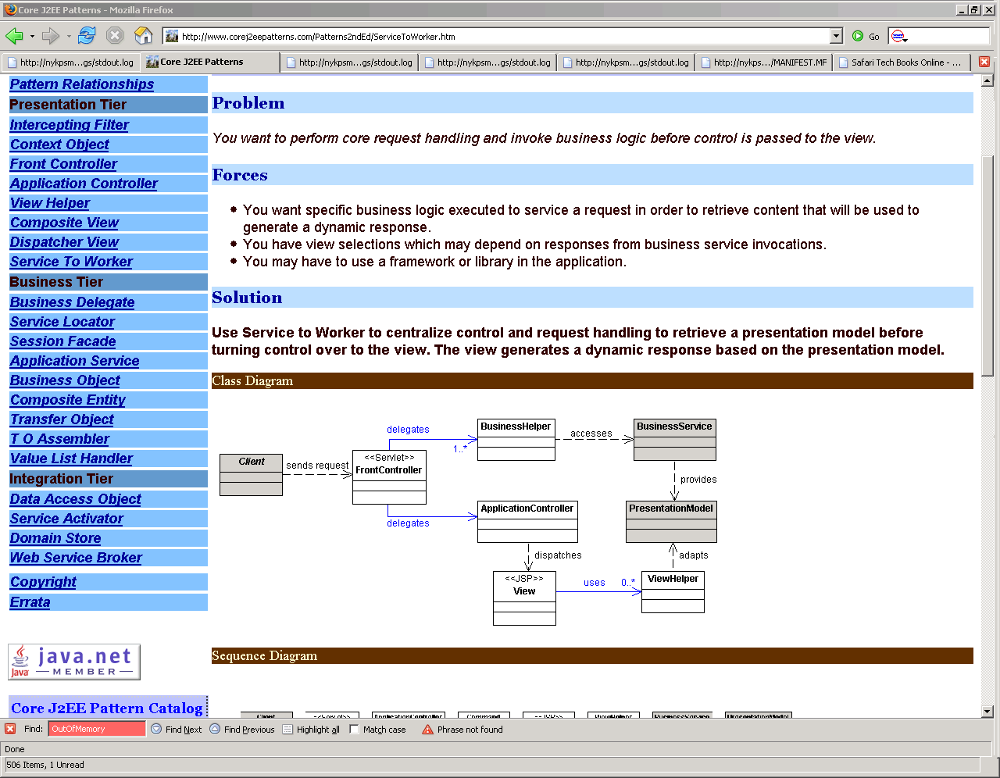 Core J2EE Patterns - Mozilla Firefox
http://www.corej2eepatterns.com/Patterns2ndEd/ServiceToWorker.htm
Go
http://nykpsm...gs/stdout.log
Core J2EE Patterns
http://nykpsm...gs/stdout.log
http://nykpsm...gs/stdout.log
http://nykpsm...gs/stdout.log
http://nykps.../MANIFEST.MF
Safari Tech Books Online - ...
Pattern Relationships
Presentation Tier
Intercepting Filter
Context Object
Front Controller
Application Controller
View Helper
Composite View
Dispatcher View
Service To Worker
Business Tier
Business Delegate
Service Locator
Session Facade
Application Service
Business Object
Composite Entity
Transfer Object
T O Assembler
Value List Handler
Integration Tier
Data Access Object
Service Activator
Domain Store
Web Service Broker
Copyright
Errata
Java
java.net
MEMBER
Core J2EE Pattern Catalog
Problem
You want to perform core request handling and invoke business logic before control is passed to the view.
Forces
You want specific business logic executed to service a request in order to retrieve content that will be used to
generate a dynamic response.
You have view selections which may depend on responses from business service invocations.
You may have to use a framework or library in the application.
Solution
Use Service to Worker to centralize control and request handling to retrieve a presentation model before
turning control over to the view. The view generates a dynamic response based on the presentation model.
Class Diagram
Client
sends request
<<Servlet>>
FrontController
delegates
1..*
BusinessHelper
accesses
BusinessService
provides
delegates
ApplicationController
PresentationModel
dispatches
adapts
<<JSP>>
View
uses
0..*
ViewHelper
Sequence Diagram
Client
<<Servlet>>
ApplicationController
Command
<<JSP>>
ViewHelper
BusinessService
PresentationModel
Find:
OutOfMemory
Find Next
Find Previous
Highlight all
Match case
Phrase not found
Done
506 Items, 1 Unread